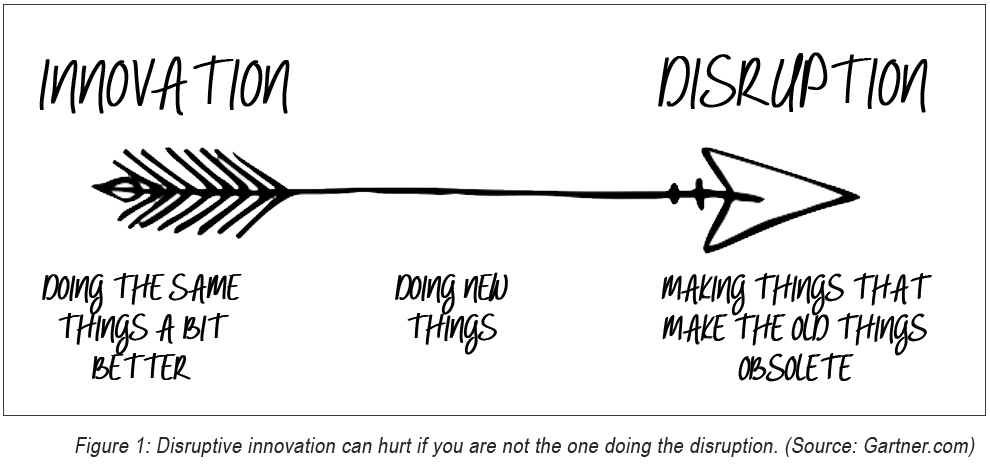 INNOVATION
DISRUPTION
DOING THE SAME
THINGS A BIT
BETTER
DOING NEW
THINGS
MAKING THINGS THAT
MAKE THE OLD THINGS
OBSOLETE
Figure 1: Disruptive innovation can hurt if you are not the one doing the disruption. (Source: Gartner.com)